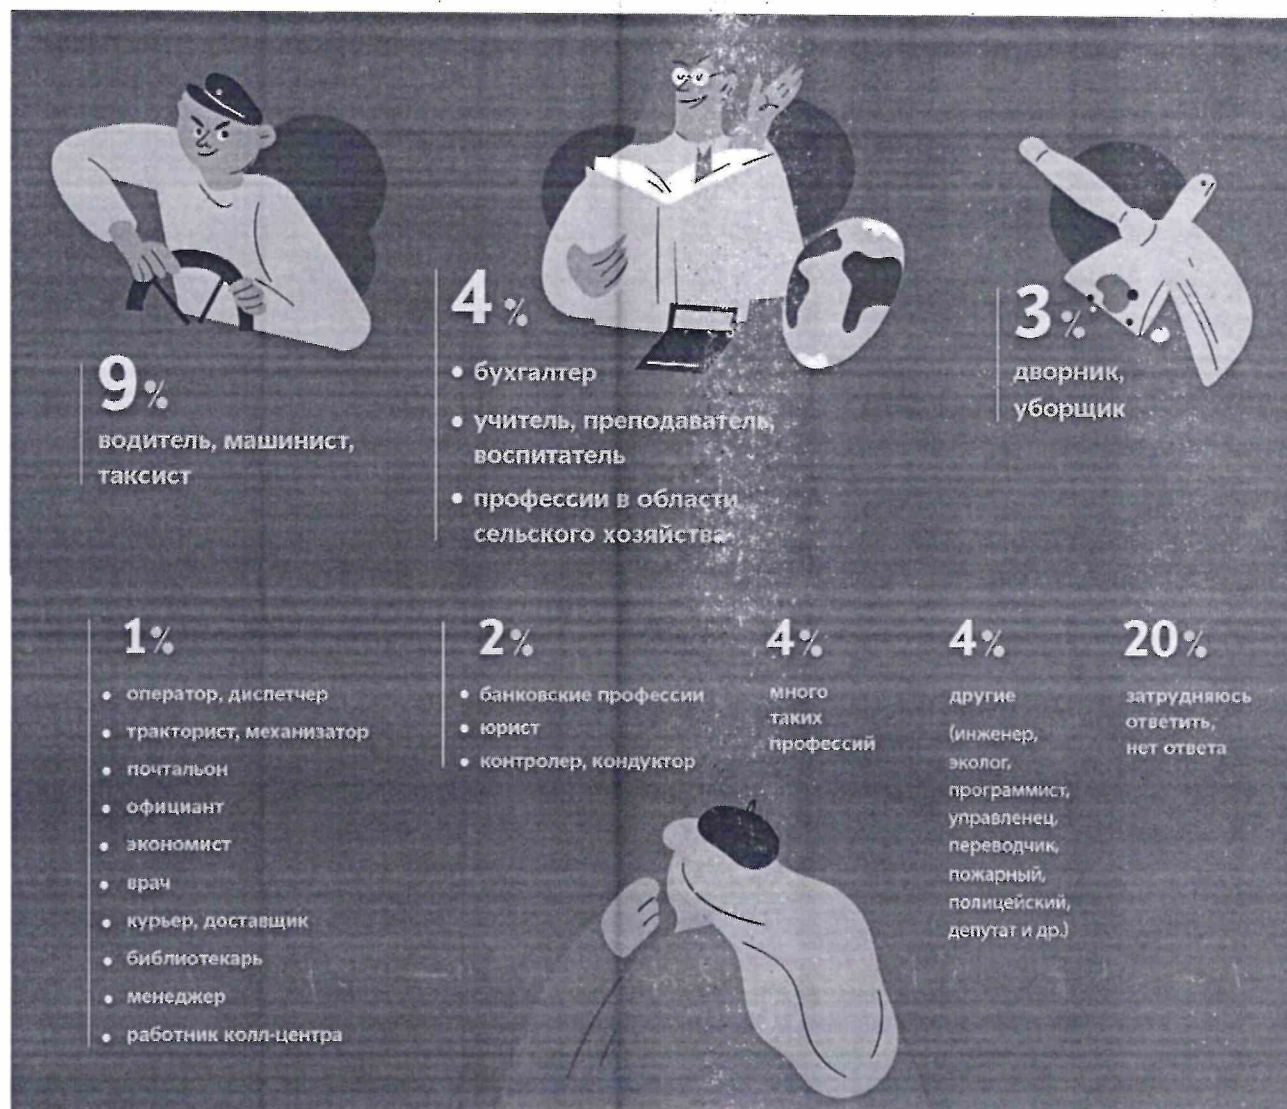 9%
водитель, машинист,
таксист
4%
• бухгалтер
• учитель, преподаватель,
воспитатель
• профессии в области
сельского хозяйства
3%
дворник,
уборщик
1%
• оператор, диспетчер
• тракторист, механизатор
• почтальон
• официант
• экономист
• врач
• курьер, доставщик
• библиотекарь
• менеджер
• работник колл-центра
2%
• банковские профессии
• юрист
• контролер, кондуктор
4%
много
таких
профессий
4%
другие
(инженер,
эколог,
программист,
управленец,
переводчик,
пожарный,
полицейский,
депутат и др.)
20%
затрудняюсь
ответить,
нет ответа